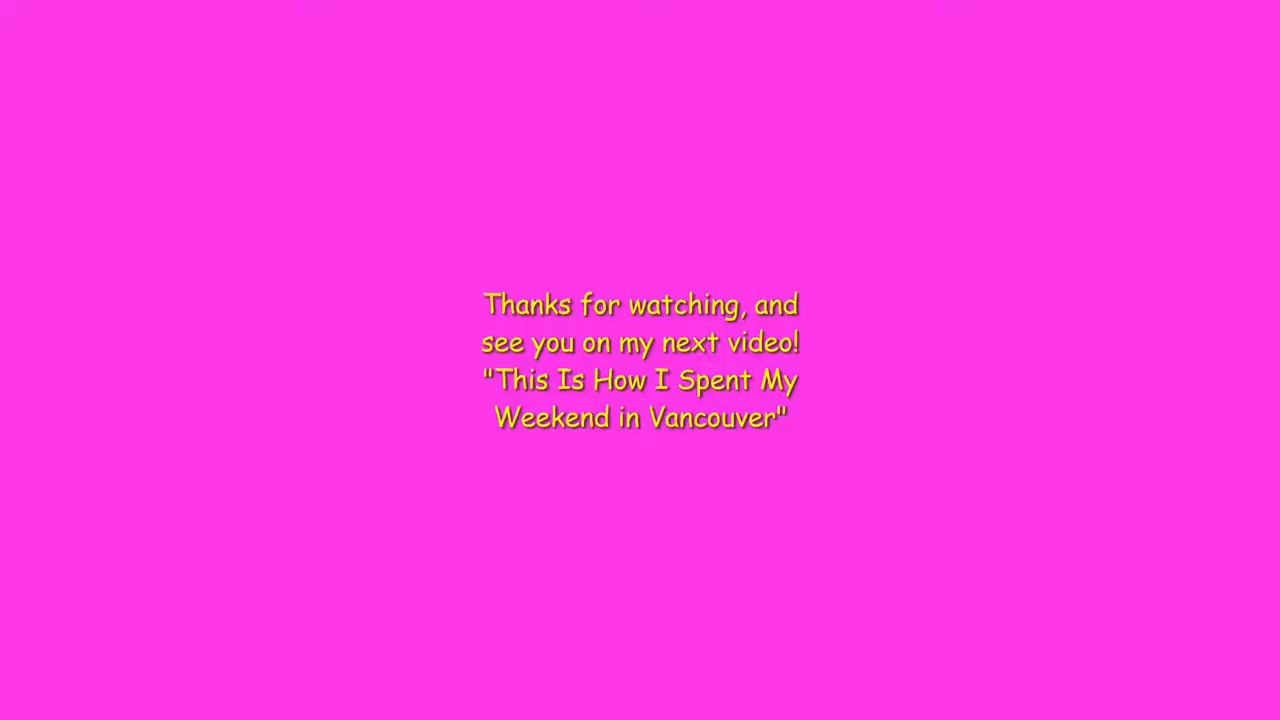 Thanks for watching, and
see you on my next video!
"This Is How I Spent My
Weekend in Vancouver"